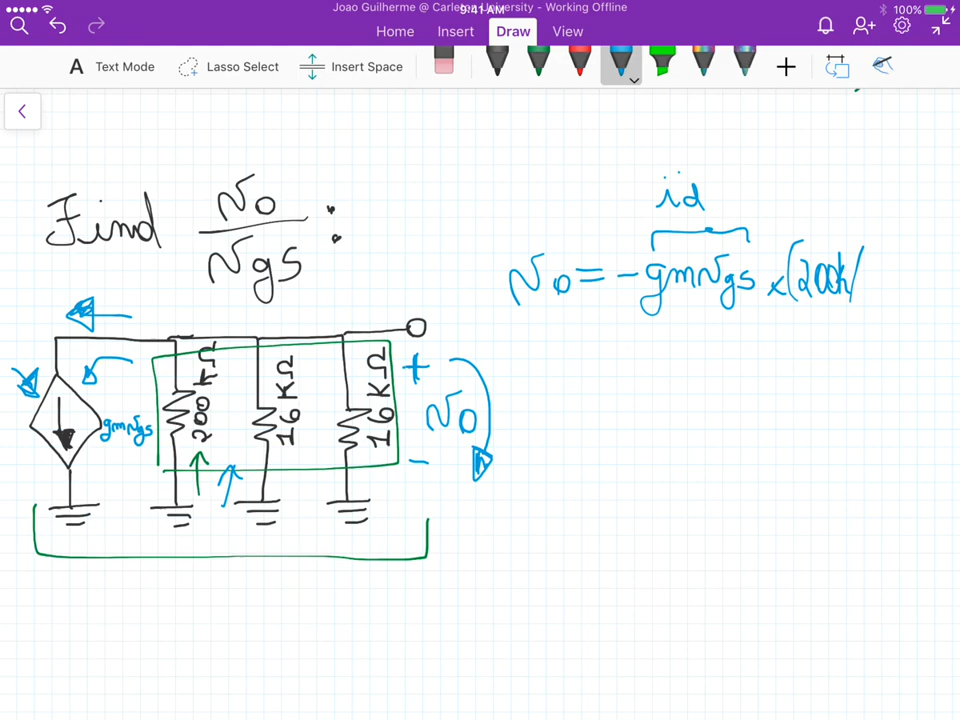 Joao Guilherme @ Carleton University - Working Offline
9:41 AM
100%
Home Insert Draw View
Text Mode Lasso Select Insert Space
Find vo/vgs :
id
vo = - gmvgs x (200k/
gmvgs
200 KΩ
16 KΩ
16 KΩ
+
vo
-